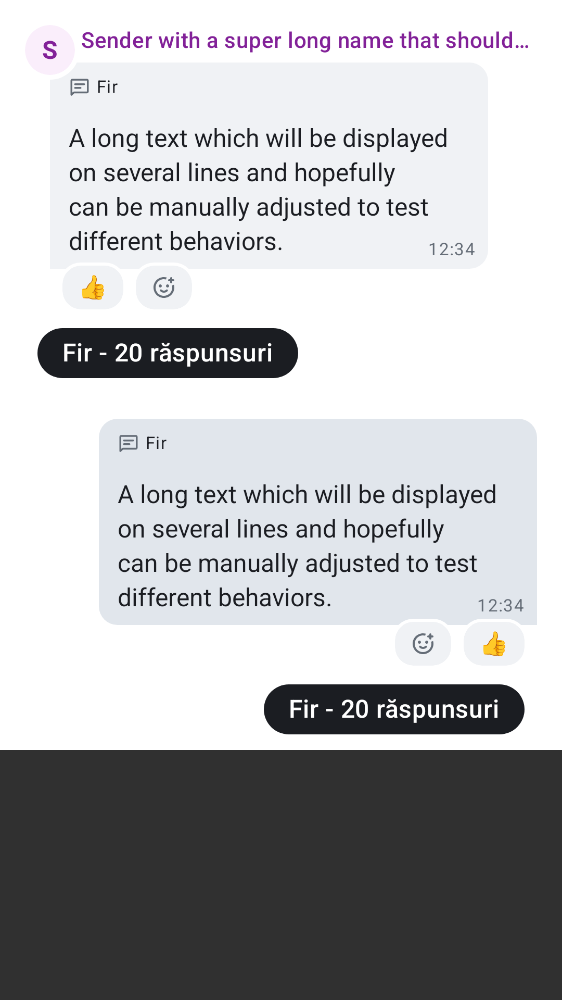 S
Sender with a super long name that should…
Fir
A long text which will be displayed
on several lines and hopefully
can be manually adjusted to test
different behaviors.
12:34
👍
Fir - 20 răspunsuri
Fir
A long text which will be displayed
on several lines and hopefully
can be manually adjusted to test
different behaviors.
12:34
👍
Fir - 20 răspunsuri